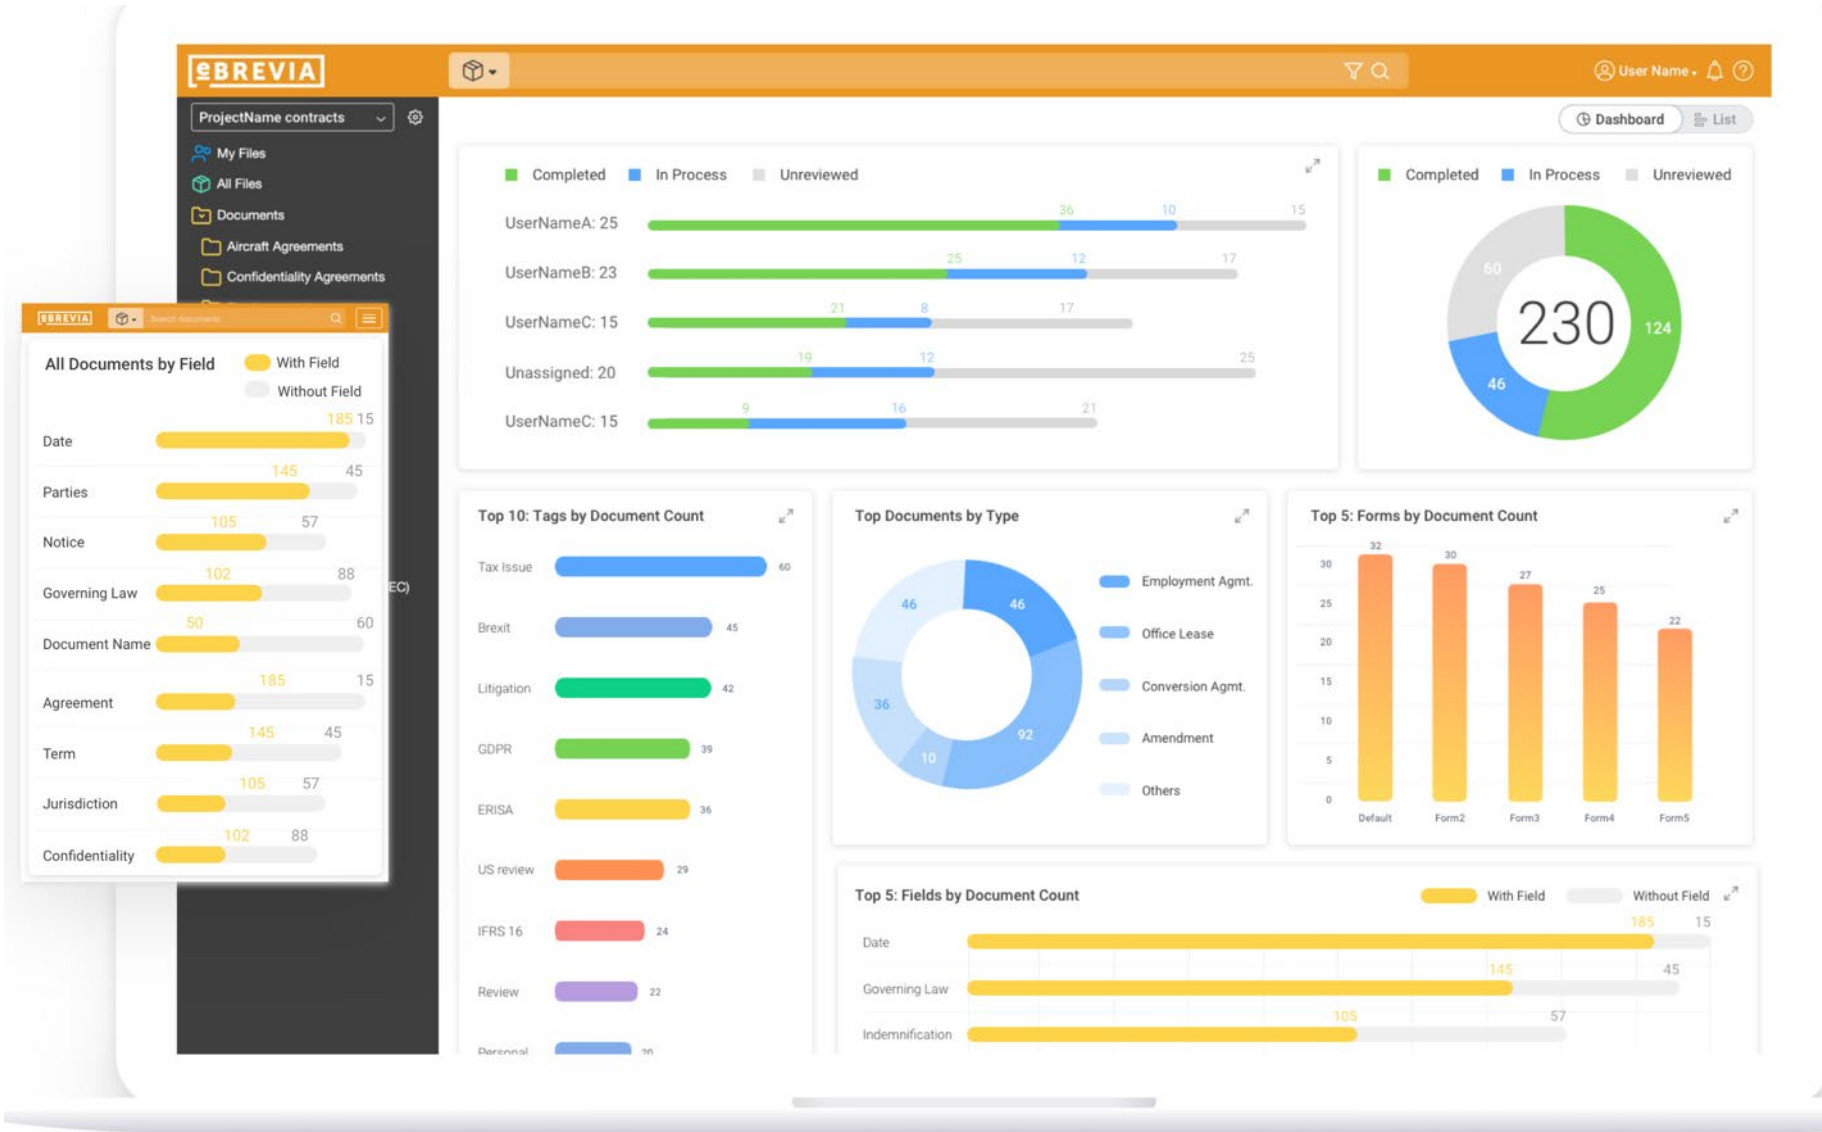 eBREVIA
User Name
ProjectName contracts
Dashboard
List
My Files
All Files
Documents
Aircraft Agreements
Confidentiality Agreements
EC)
Completed In Process Unreviewed
36 10 15
UserNameA: 25
25 12 17
UserNameB: 23
21 8 17
UserNameC: 15
19 12 25
Unassigned: 20
9 16 21
UserNameC: 15
Completed In Process Unreviewed
60
230
124
46
eBREVIA
Search documents
All Documents by Field
With Field
Without Field
185 15
Date
145 45
Parties
105 57
Notice
102 88
Governing Law
50 60
Document Name
185 15
Agreement
145 45
Term
105 57
Jurisdiction
102 88
Confidentiality
Top 10: Tags by Document Count
Tax Issue 60
Brexit 45
Litigation 42
GDPR 39
ERISA 36
US review 29
IFRS 16 24
Review 22
Personal 20
Top Documents by Type
46 46
36
92
10
Employment Agmt.
Office Lease
Conversion Agmt.
Amendment
Others
Top 5: Forms by Document Count
32
30
27
25
22
30
25
20
15
10
5
0
Default Form2 Form3 Form4 Form5
Top 5: Fields by Document Count
With Field Without Field
185 15
Date
145 45
Governing Law
105 57
Indemnification